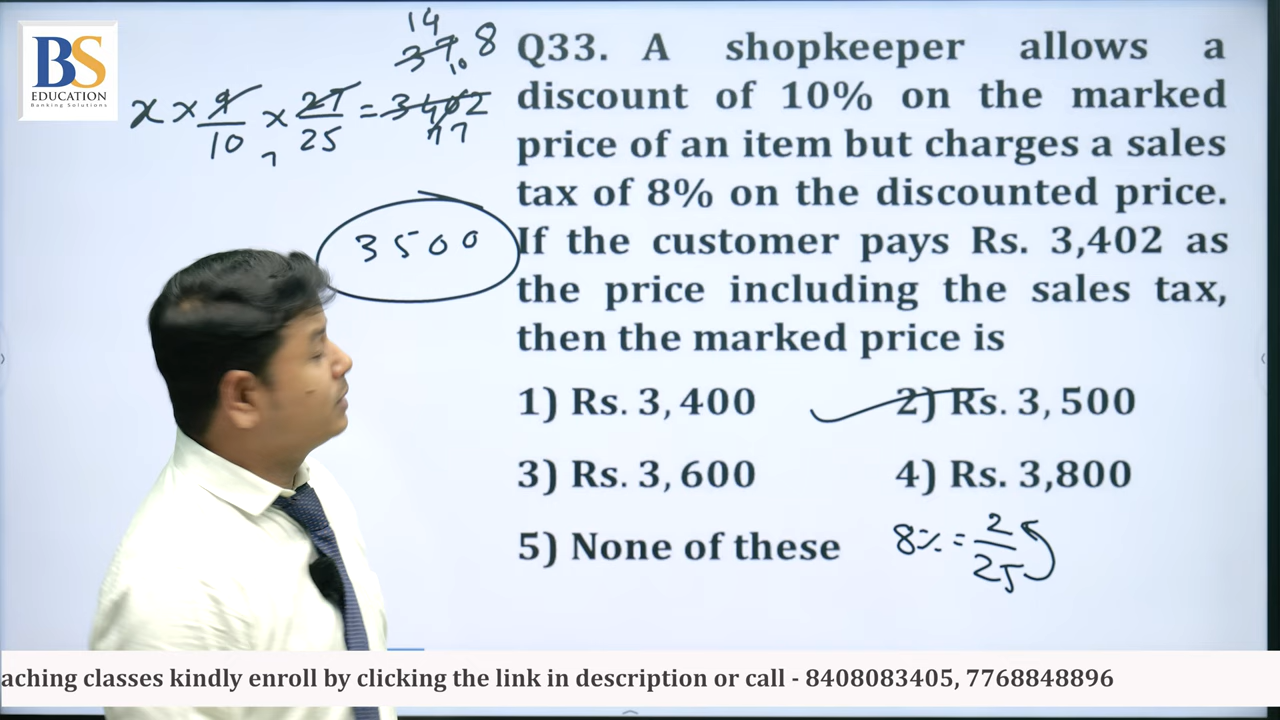 BS
EDUCATION
Banking Solutions
14
37 8
10
x × 9/10 × 27/25 = 3402
7
77
3500
Q33. A shopkeeper allows a
discount of 10% on the marked
price of an item but charges a sales
tax of 8% on the discounted price.
If the customer pays Rs. 3,402 as
the price including the sales tax,
then the marked price is
1) Rs. 3,400 2) Rs. 3,500
3) Rs. 3,600 4) Rs. 3,800
5) None of these 8% = 2/25
aching classes kindly enroll by clicking the link in description or call - 8408083405, 7768848896